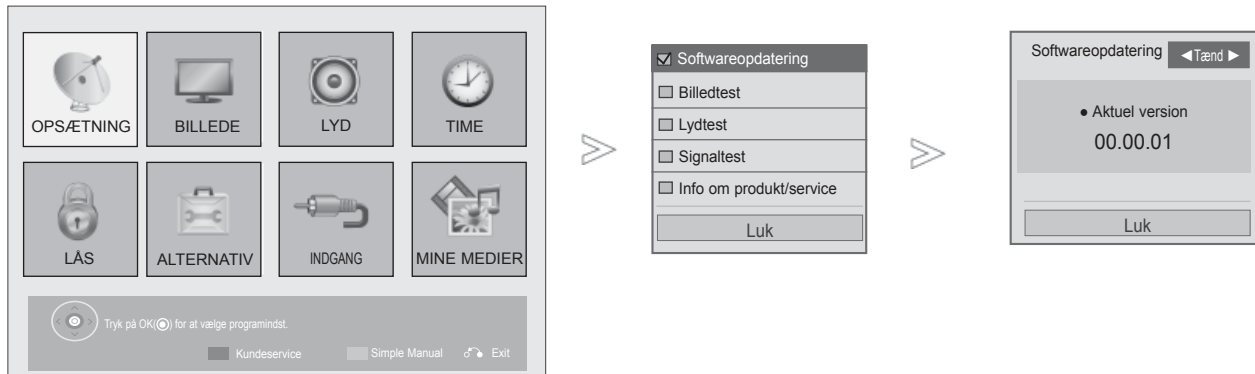 OPSÆTNING
BILLEDE
LYD
TIME
LÅS
ALTERNATIV
INDGANG
MINE MEDIER
Tryk på OK(◉) for at vælge programindst.
Kundeservice
Simple Manual
Exit
Softwareopdatering
Billedtest
Lydtest
Signaltest
Info om produkt/service
Luk
Softwareopdatering ◀Tænd ▶
● Aktuel version
00.00.01
Luk